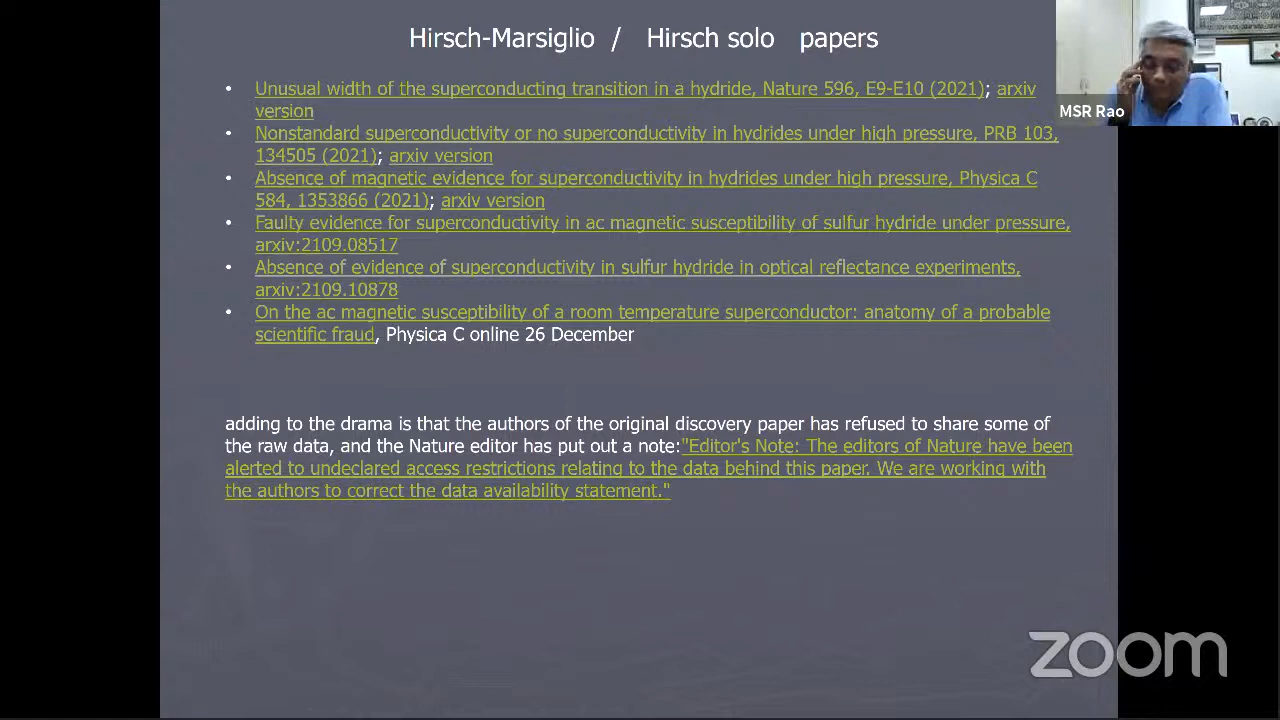 Hirsch-Marsiglio / Hirsch solo papers
MSR Rao
• Unusual width of the superconducting transition in a hydride, Nature 596, E9-E10 (2021); arxiv
version
• Nonstandard superconductivity or no superconductivity in hydrides under high pressure, PRB 103,
134505 (2021); arxiv version
• Absence of magnetic evidence for superconductivity in hydrides under high pressure, Physica C
584, 1353866 (2021); arxiv version
• Faulty evidence for superconductivity in ac magnetic susceptibility of sulfur hydride under pressure,
arxiv:2109.08517
• Absence of evidence of superconductivity in sulfur hydride in optical reflectance experiments,
arxiv:2109.10878
• On the ac magnetic susceptibility of a room temperature superconductor: anatomy of a probable
scientific fraud, Physica C online 26 December
adding to the drama is that the authors of the original discovery paper has refused to share some of
the raw data, and the Nature editor has put out a note:"Editor's Note: The editors of Nature have been
alerted to undeclared access restrictions relating to the data behind this paper. We are working with
the authors to correct the data availability statement."
zoom